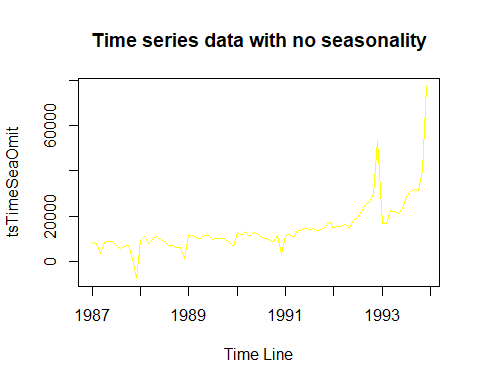 Time series data with no seasonality
tsTimeSeaOmit
60000
20000
0
1987
1989
1991
1993
Time Line